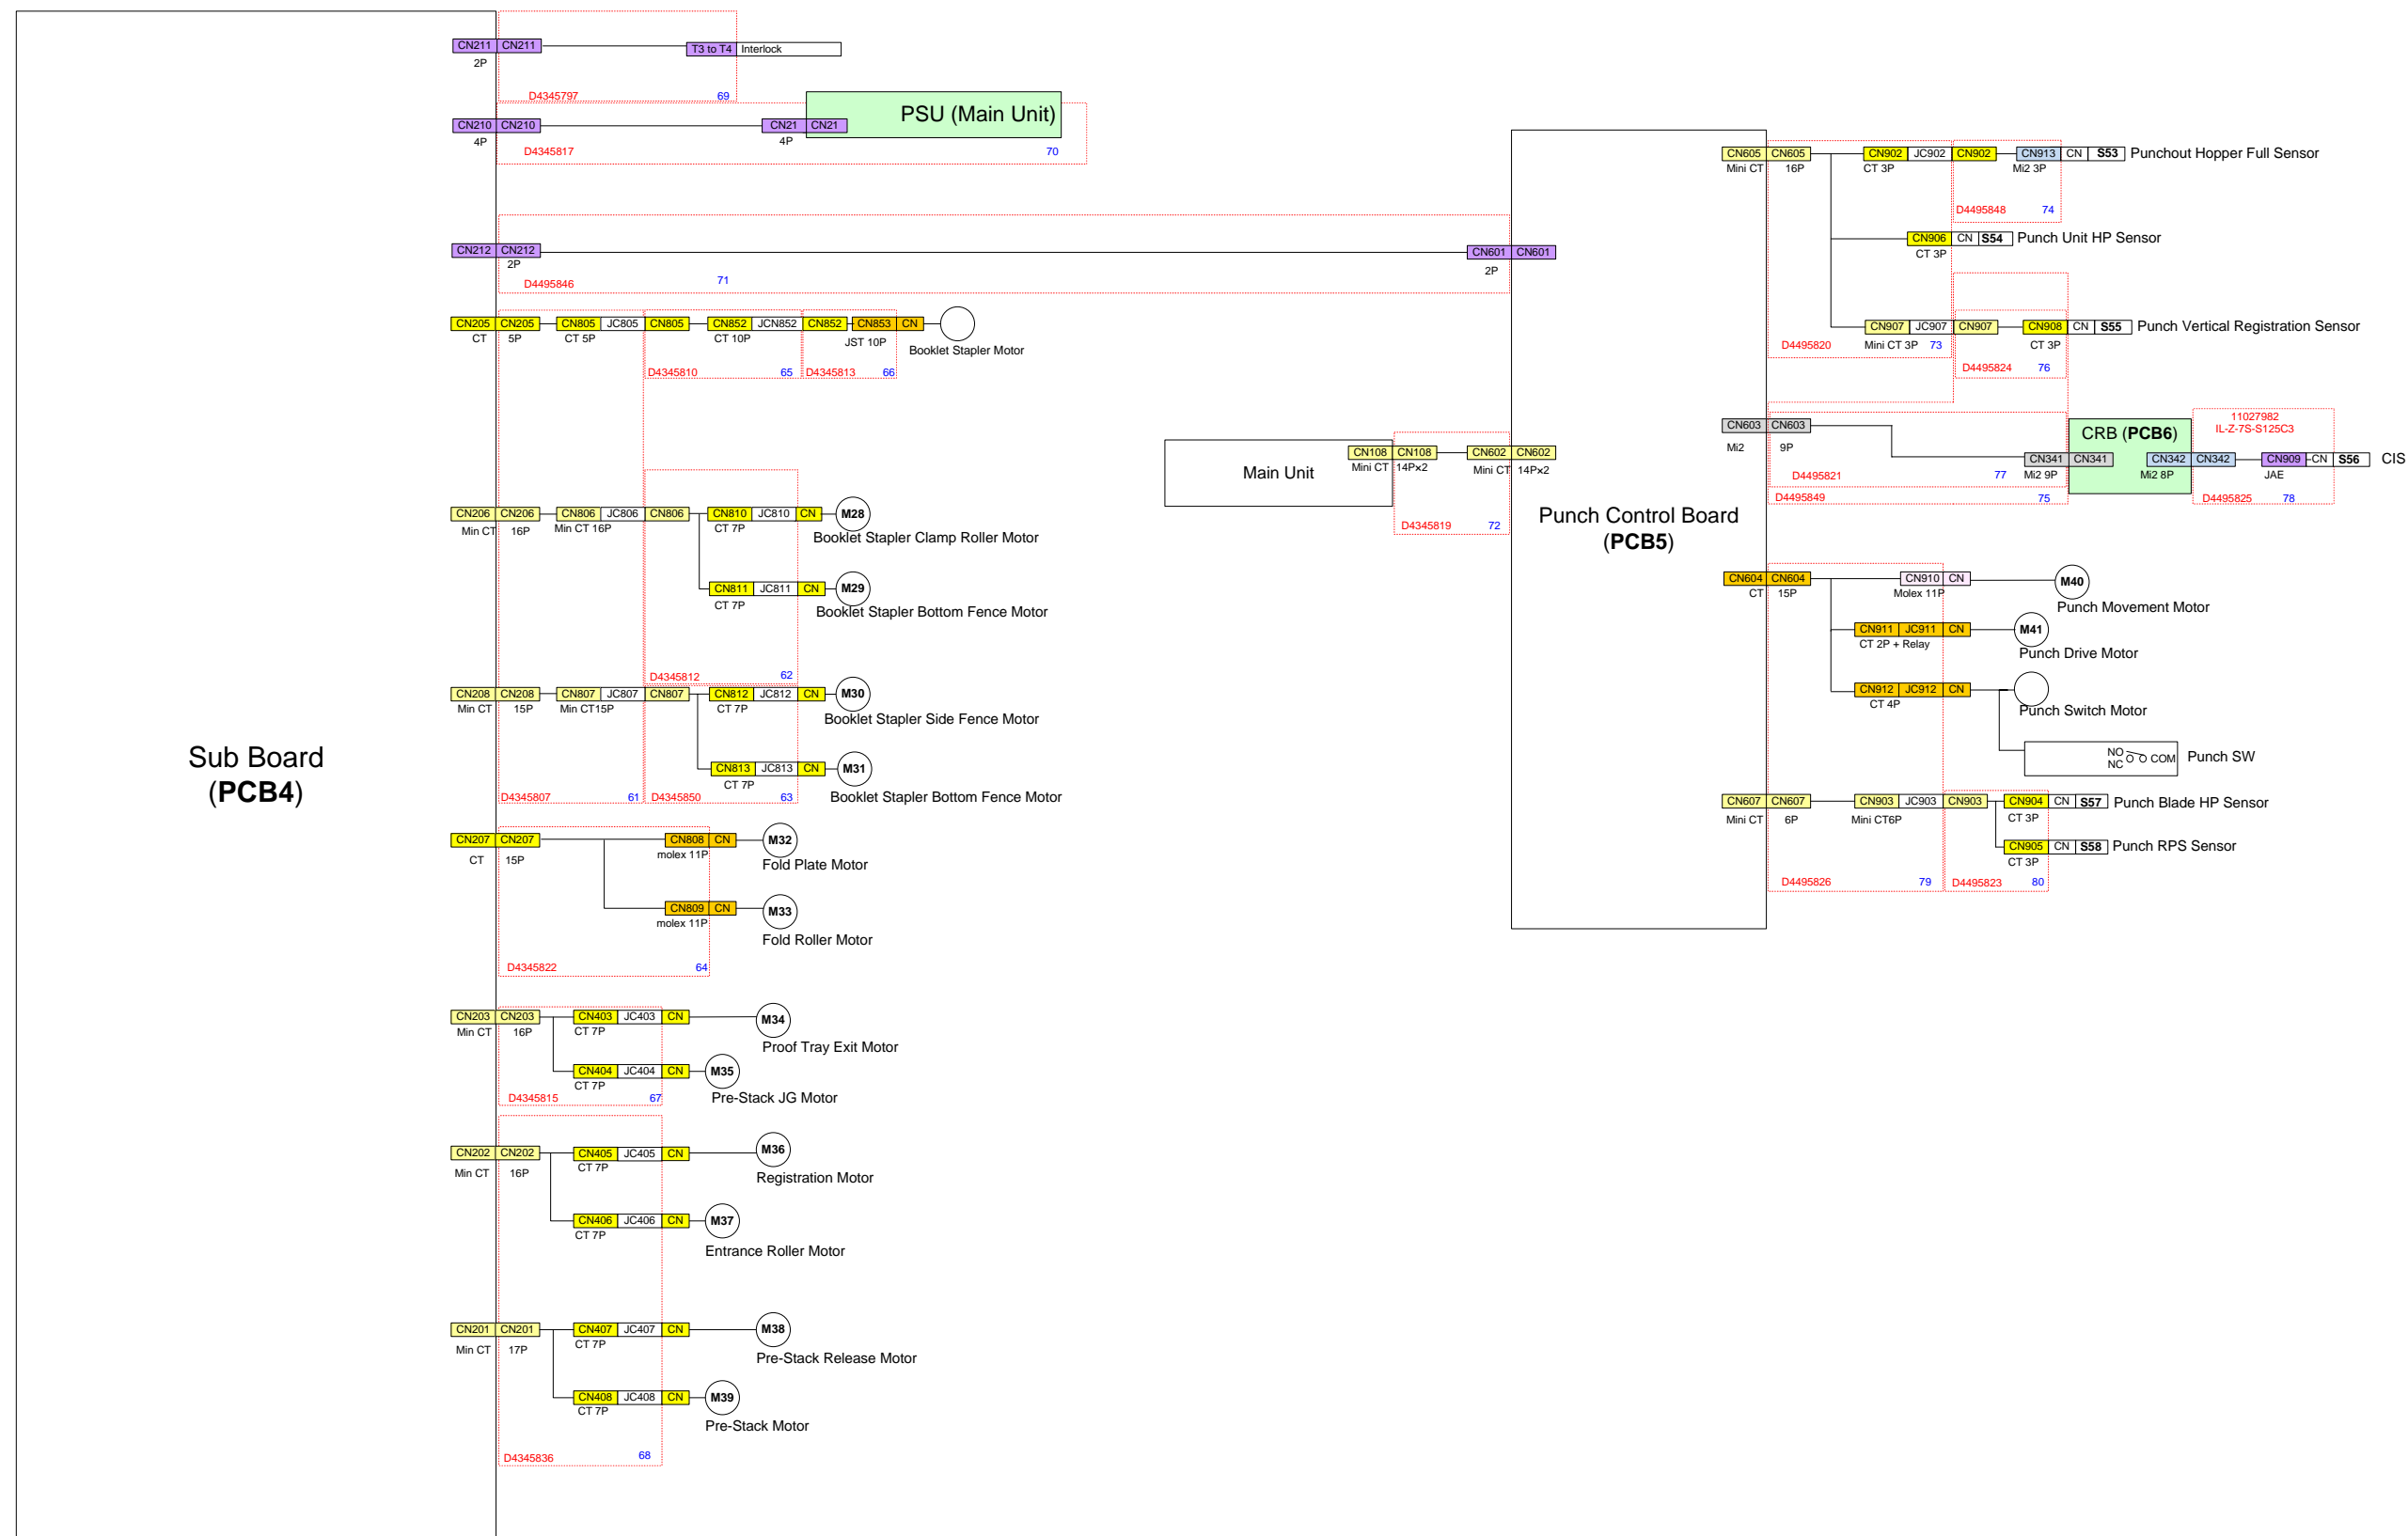 CN211 CN211 T3 to T4 Interlock
2P
D4345797 69
PSU (Main Unit)
CN210 CN210 CN21 CN21
4P 4P
D4345817 70
CN212 CN212 CN601 CN601
2P 2P
D4495846 71
CN205 CN205 CN805 JC805 CN805 CN852 JCN852 CN852 CN853 CN
CT 5P CT 5P CT 10P JST 10P
Booklet Stapler Motor
D4345810 65 D4345813 66
CN206 CN206 CN806 JC806 CN806 CN810 JC810 CN M28
Min CT 16P Min CT 16P CT 7P
Booklet Stapler Clamp Roller Motor
CN811 JC811 CN M29
CT 7P
Booklet Stapler Bottom Fence Motor
D4345812 62
CN208 CN208 CN807 JC807 CN807 CN812 JC812 CN M30
Min CT 15P Min CT15P CT 7P
Booklet Stapler Side Fence Motor
Sub Board
(PCB4)
CN813 JC813 CN M31
CT 7P
Booklet Stapler Bottom Fence Motor
D4345807 61 D4345850 63
CN207 CN207 CN808 CN M32
CT 15P molex 11P
Fold Plate Motor
CN809 CN M33
molex 11P
Fold Roller Motor
D4345822 64
CN203 CN203 CN403 JC403 CN M34
Min CT 16P CT 7P
Proof Tray Exit Motor
CN404 JC404 CN M35
CT 7P
Pre-Stack JG Motor
D4345815 67
CN202 CN202 CN405 JC405 CN M36
Min CT 16P CT 7P
Registration Motor
CN406 JC406 CN M37
CT 7P
Entrance Roller Motor
CN201 CN201 CN407 JC407 CN M38
Min CT 17P CT 7P
Pre-Stack Release Motor
CN408 JC408 CN M39
CT 7P
Pre-Stack Motor
D4345836 68
Main Unit
CN108 CN108 CN602 CN602
Mini CT 14P×2 Mini CT 14P×2
D4345819 72
Punch Control Board
(PCB5)
CN605 CN605 CN902 JC902 CN902 CN913 CN S53 Punchout Hopper Full Sensor
Mini CT 16P CT 3P Mi2 3P
D4495848 74
CN906 CN S54 Punch Unit HP Sensor
CT 3P
CN907 JC907 CN907 CN908 CN S55 Punch Vertical Registration Sensor
D4495820 Mini CT 3P 73 CT 3P
D4495824 76
CN603 CN603
Mi2 9P
CRB (PCB6)
11027982
IL-Z-7S-S125C3
CN341 CN341 CN342 CN342 CN909 CN S56 CIS
D4495821 77 Mi2 9P Mi2 8P JAE
D4495849 75 D4495825 78
CN604 CN604 CN910 CN M40
CT 15P Molex 11P
Punch Movement Motor
CN911 JC911 CN M41
CT 2P + Relay
Punch Drive Motor
CN912 JC912 CN
CT 4P
Punch Switch Motor
NO COM Punch SW
NC
CN607 CN607 CN903 JC903 CN903 CN904 CN S57 Punch Blade HP Sensor
Mini CT 6P Mini CT6P CT 3P
CN905 CN S58 Punch RPS Sensor
CT 3P
D4495826 79 D4495823 80